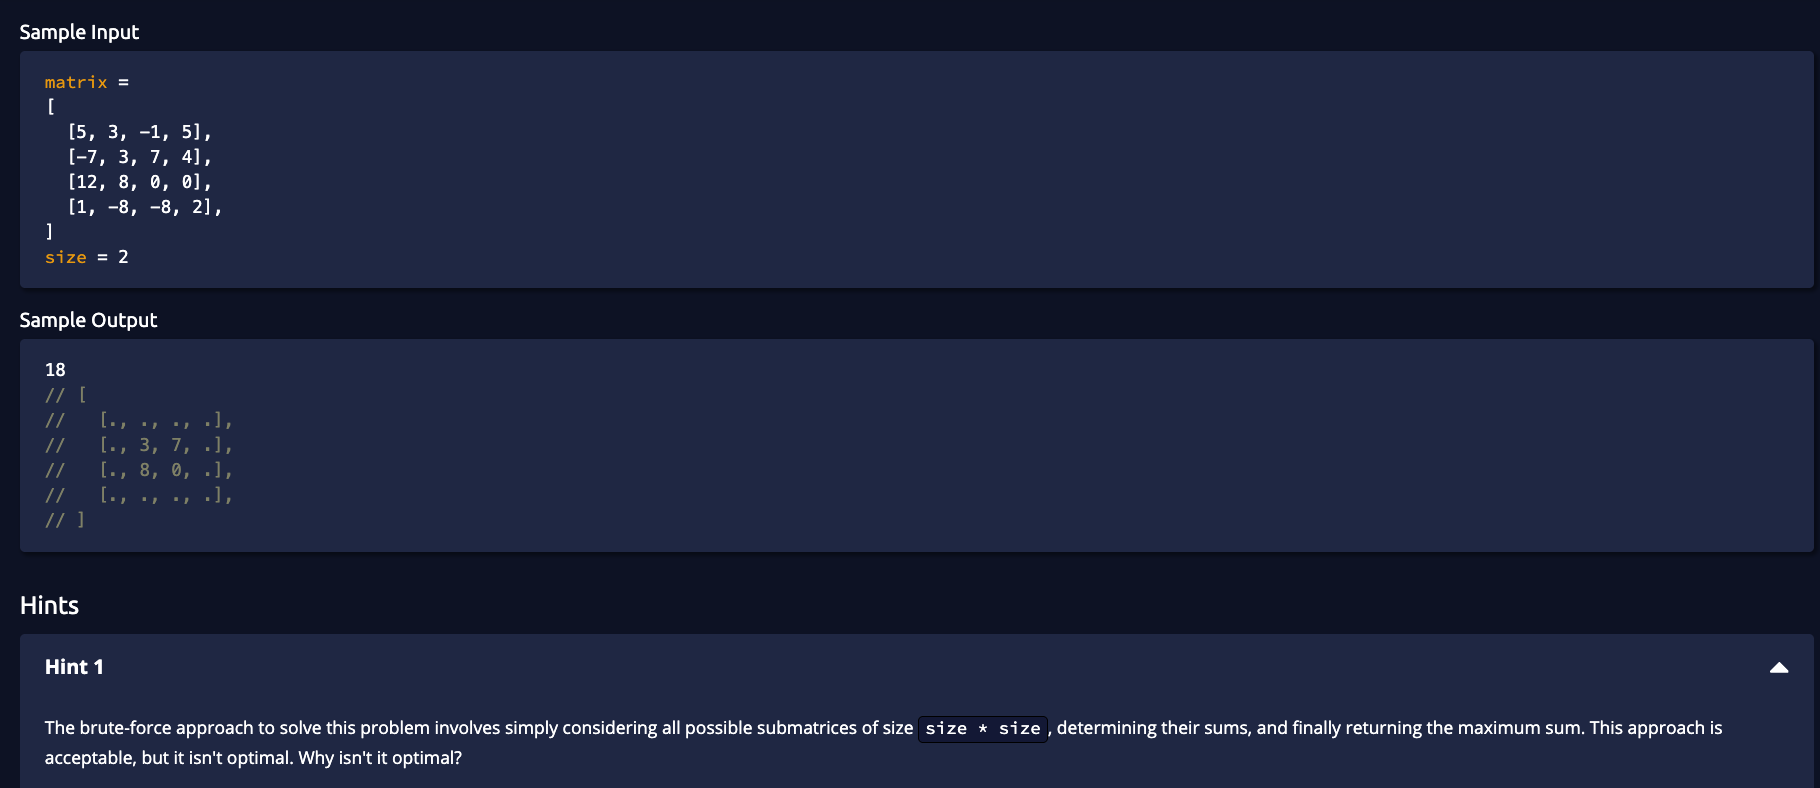 Sample Input
matrix =
[
  [5, 3, -1, 5],
  [-7, 3, 7, 4],
  [12, 8, 0, 0],
  [1, -8, -8, 2],
]
size = 2
Sample Output
18
// [
//   [., ., ., .],
//   [., 3, 7, .],
//   [., 8, 0, .],
//   [., ., ., .],
// ]
Hints
Hint 1
The brute-force approach to solve this problem involves simply considering all possible submatrices of size size * size, determining their sums, and finally returning the maximum sum. This approach is
acceptable, but it isn't optimal. Why isn't it optimal?